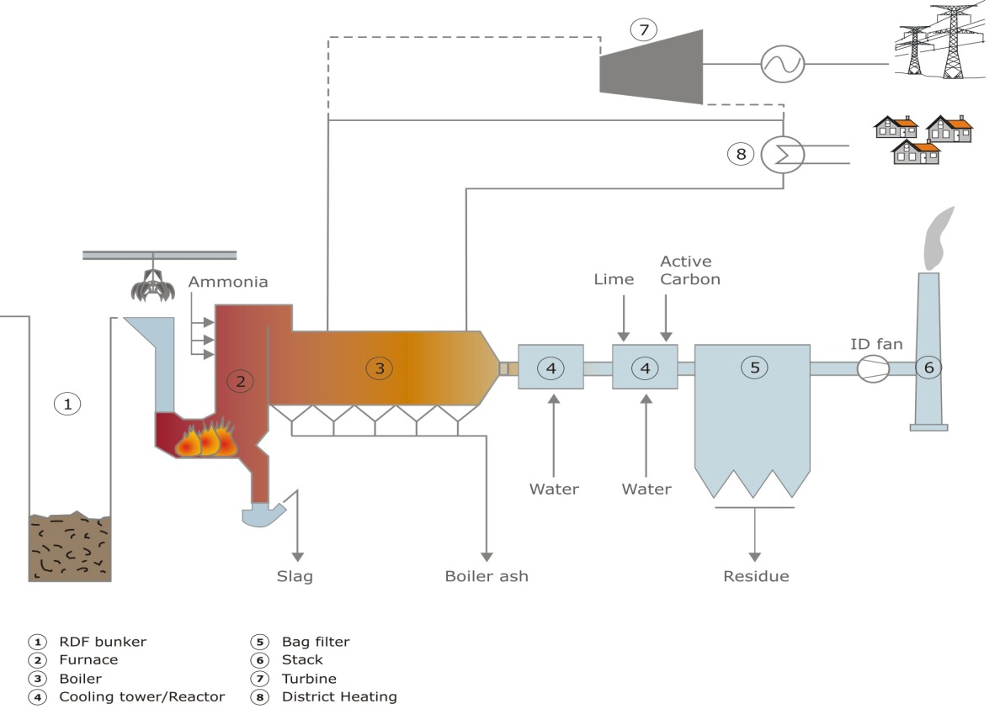 7
8
Ammonia
Lime
Active
Carbon
ID fan
1
2
3
4
4
5
6
Water
Water
Slag
Boiler ash
Residue
1 RDF bunker
2 Furnace
3 Boiler
4 Cooling tower/Reactor
5 Bag filter
6 Stack
7 Turbine
8 District Heating